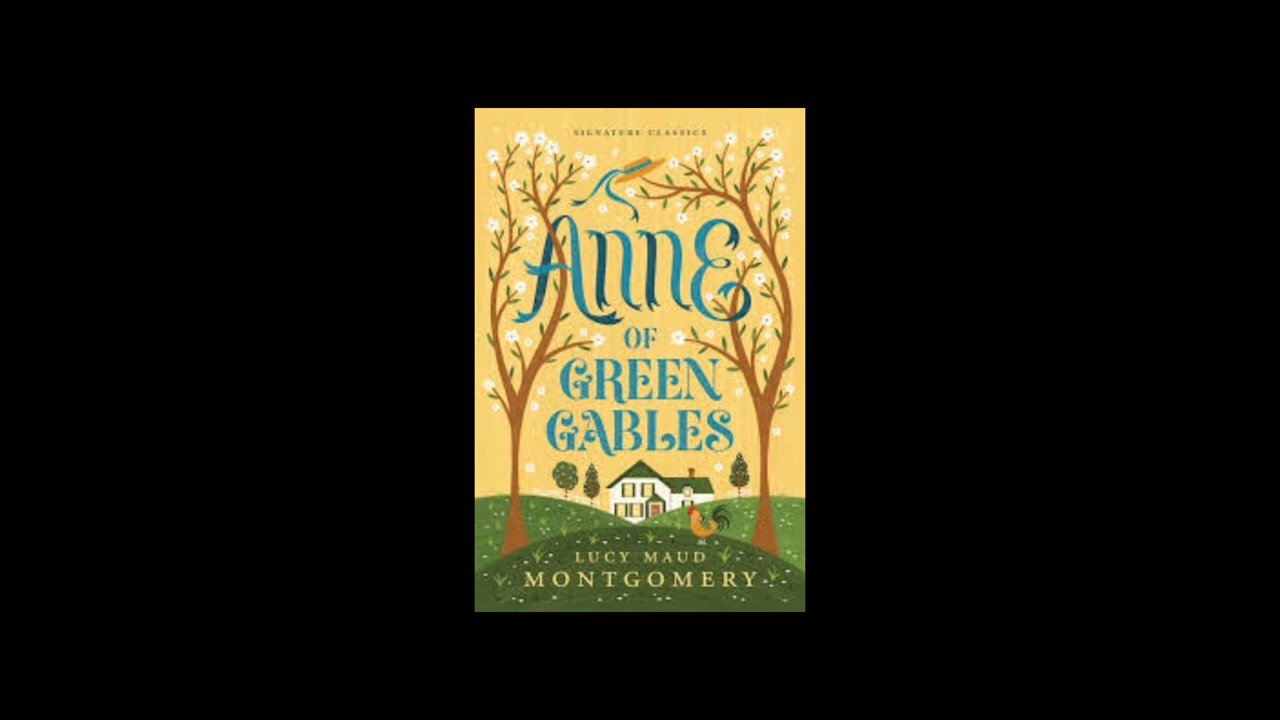 SIGNATURE CLASSICS
ANNE
OF
GREEN
GABLES
LUCY MAUD
MONTGOMERY